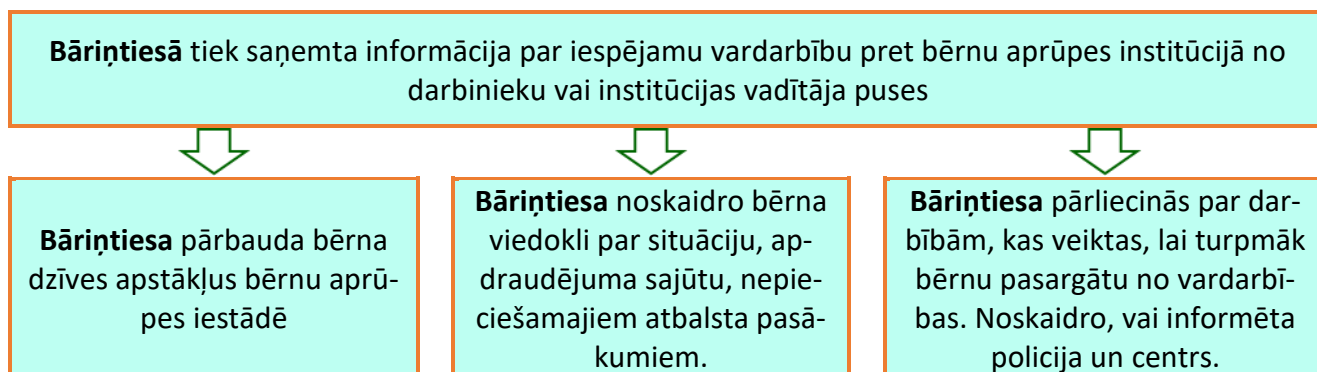 Bāriņtiesā tiek saņemta informācija par iespējamu vardarbību pret bērnu aprūpes institūcijā no
darbinieku vai institūcijas vadītāja puses
Bāriņtiesa pārbauda bērna
dzīves apstākļus bērnu aprū-
pes iestādē
Bāriņtiesa noskaidro bērna
viedokli par situāciju, ap-
draudējuma sajūtu, nepie-
ciešamajiem atbalsta pasā-
kumiem.
Bāriņtiesa pārliecinās par dar-
bībām, kas veiktas, lai turpmāk
bērnu pasargātu no vardarbī-
bas. Noskaidro, vai informēta
policija un centrs.